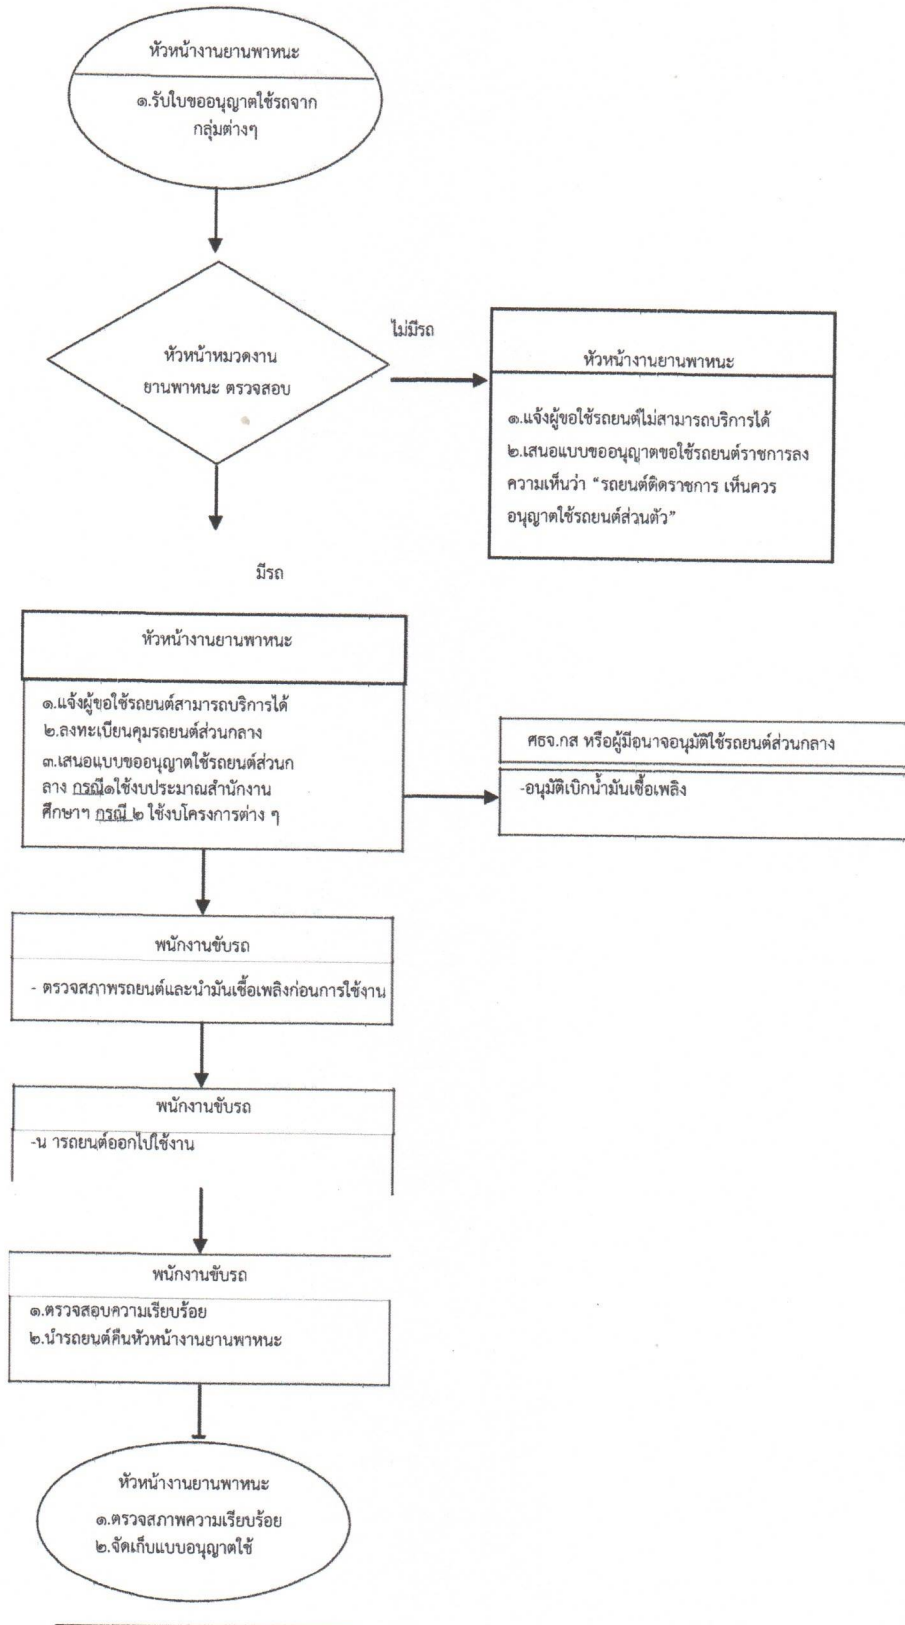 หัวหน้างานยานพาหนะ
๑.รับใบขออนุญาตใช้รถจาก
กลุ่มต่างๆ
หัวหน้าหมวดงาน
ยานพาหนะ ตรวจสอบ
ไม่มีรถ
หัวหน้างานยานพาหนะ
๑.แจ้งผู้ขอใช้รถยนต์ไม่สามารถบริการได้
๒.เสนอแบบขออนุญาตขอใช้รถยนต์ราชการลง
ความเห็นว่า “รถยนต์ติดราชการ เห็นควร
อนุญาตใช้รถยนต์ส่วนตัว”
มีรถ
หัวหน้างานยานพาหนะ
๑.แจ้งผู้ขอใช้รถยนต์สามารถบริการได้
๒.ลงทะเบียนคุมรถยนต์ส่วนกลาง
๓.เสนอแบบขออนุญาตใช้รถยนต์ส่วนก
ลาง กรณี๑ใช้งบประมาณสำนักงาน
ศึกษาฯ กรณี ๒ ใช้งบโครงการต่าง ๆ
ศธจ.กส หรือผู้มีอนาจอนุมัติใช้รถยนต์ส่วนกลาง
-อนุมัติเบิกน้ำมันเชื้อเพลิง
พนักงานขับรถ
- ตรวจสภาพรถยนต์และนำมันเชื้อเพลิงก่อนการใช้งาน
พนักงานขับรถ
-น ารถยนต์ออกไปใช้งาน
พนักงานขับรถ
๑.ตรวจสอบความเรียบร้อย
๒.นำรถยนต์คืนหัวหน้างานยานพาหนะ
หัวหน้างานยานพาหนะ
๑.ตรวจสภาพความเรียบร้อย
๒.จัดเก็บแบบอนุญาตใช้